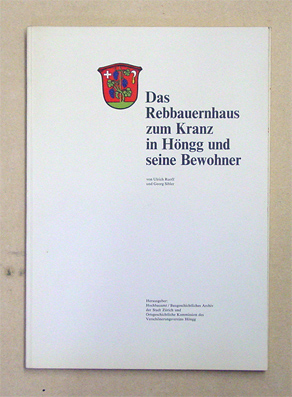 Das
Rebbauernhaus
zum Kranz
in Höngg und
seine Bewohner
von Ulrich Ruoff
und Georg Sibler
Herausgeber:
Hochbauamt / Baugeschichtliches Archiv
der Stadt Zürich und
Ortsgeschichtliche Kommission des
Verschönerungsvereins Höngg